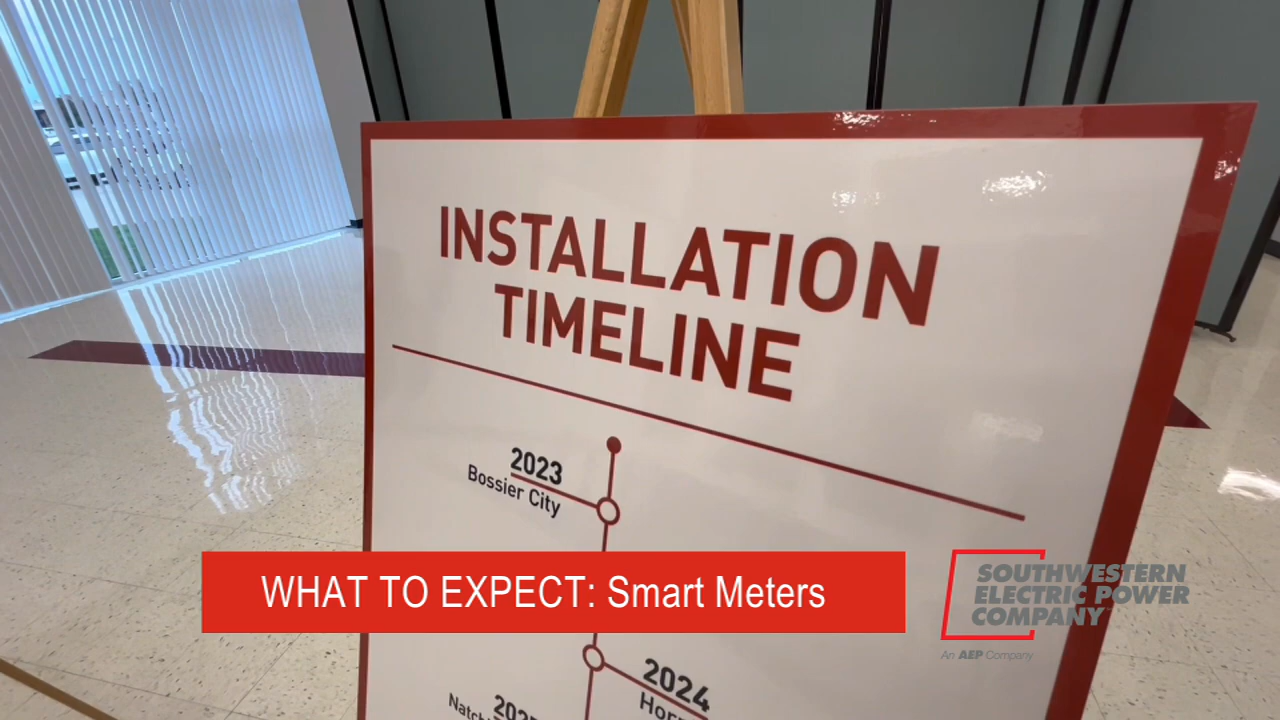 INSTALLATION
TIMELINE
2023
Bossier City
WHAT TO EXPECT: Smart Meters
SOUTHWESTERN
ELECTRIC POWER
COMPANY
An AEP Company
2024